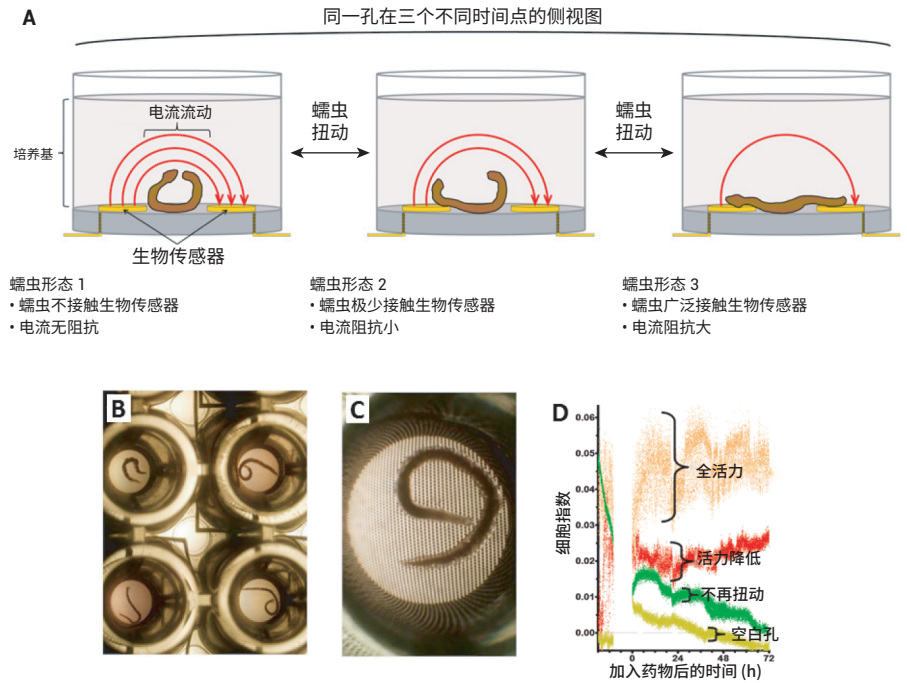 A
同一孔在三个不同时间点的侧视图
电流流动
培养基
生物传感器
蠕虫
扭动
蠕虫
扭动
蠕虫形态 1
• 蠕虫不接触生物传感器
• 电流无阻抗
蠕虫形态 2
• 蠕虫极少接触生物传感器
• 电流阻抗小
蠕虫形态 3
• 蠕虫广泛接触生物传感器
• 电流阻抗大
B
C
D
细胞指数
0.06
0.05
0.04
0.03
0.02
0.01
0.00
全活力
活力降低
不再扭动
空白孔
0 24 48 72
加入药物后的时间 (h)